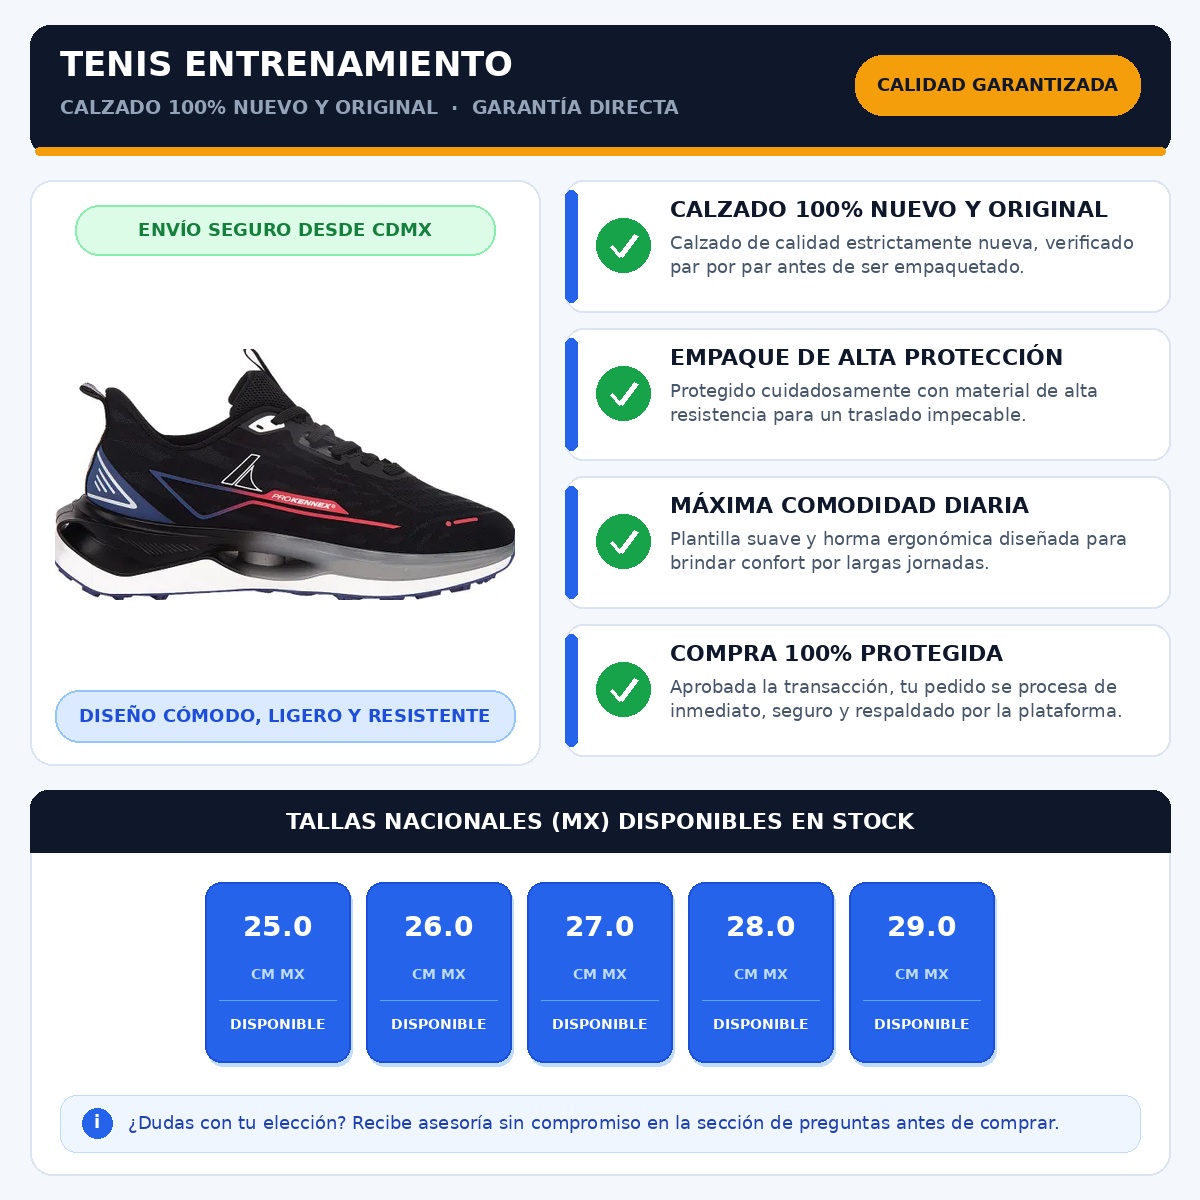 TENIS ENTRENAMIENTO
CALZADO 100% NUEVO Y ORIGINAL · GARANTÍA DIRECTA
CALIDAD GARANTIZADA
ENVÍO SEGURO DESDE CDMX
PROKENNEX®
DISEÑO CÓMODO, LIGERO Y RESISTENTE
CALZADO 100% NUEVO Y ORIGINAL
Calzado de calidad estrictamente nueva, verificado
par por par antes de ser empaquetado.
EMPAQUE DE ALTA PROTECCIÓN
Protegido cuidadosamente con material de alta
resistencia para un traslado impecable.
MÁXIMA COMODIDAD DIARIA
Plantilla suave y horma ergonómica diseñada para
brindar confort por largas jornadas.
COMPRA 100% PROTEGIDA
Aprobada la transacción, tu pedido se procesa de
inmediato, seguro y respaldado por la plataforma.
TALLAS NACIONALES (MX) DISPONIBLES EN STOCK
25.0
CM MX
DISPONIBLE
26.0
CM MX
DISPONIBLE
27.0
CM MX
DISPONIBLE
28.0
CM MX
DISPONIBLE
29.0
CM MX
DISPONIBLE
i
¿Dudas con tu elección? Recibe asesoría sin compromiso en la sección de preguntas antes de comprar.